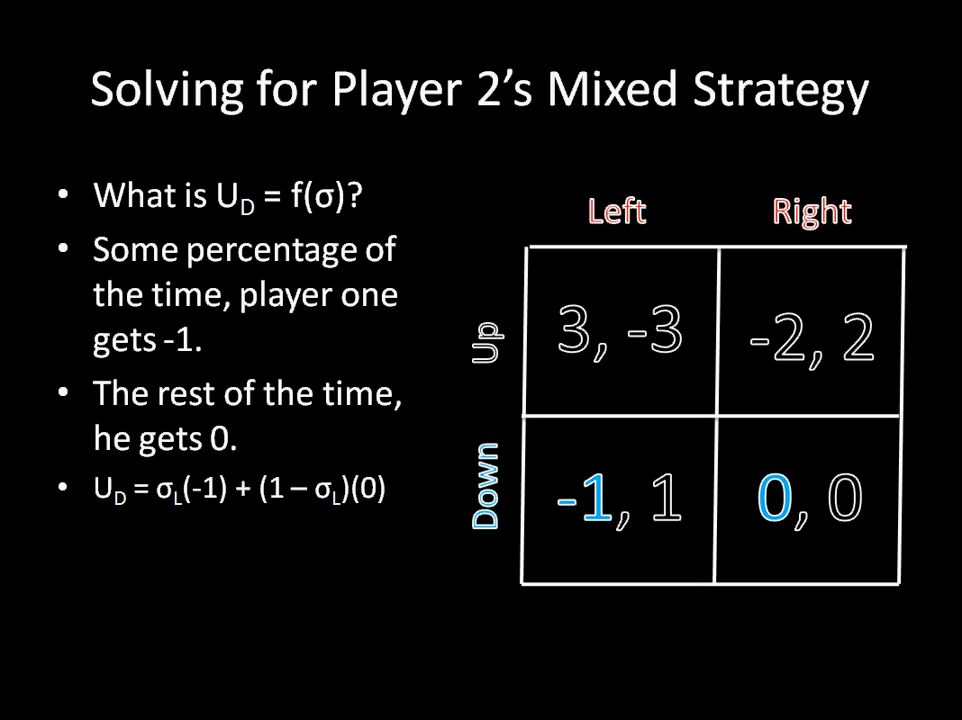 Solving for Player 2’s Mixed Strategy
• What is U_D = f(σ)?
• Some percentage of
the time, player one
gets -1.
• The rest of the time,
he gets 0.
• U_D = σ_L(-1) + (1 – σ_L)(0)
Left Right
Up 3, -3 -2, 2
Down -1, 1 0, 0